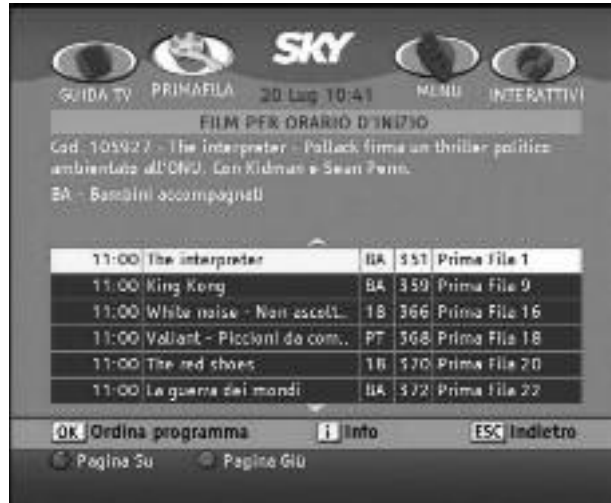 SKY
GUIDA TV PRIMAFILA 20 Lug 10:41 MENU INTERATTIVI
FILM PER ORARIO D'INIZIO
Cod. 105927 - The interpreter - Pollack firma un thriller politico
ambientato all'ONU. Con Kidman e Sean Penn.
BA - Bambini accompagnati
11:00 The interpreter BA 351 Prima Fila 1
11:00 King Kong BA 359 Prima Fila 9
11:00 White noise - Non ascolt.. 18 366 Prima Fila 16
11:00 Valiant - Piccioni da com.. PT 368 Prima Fila 18
11:00 The red shoes 18 370 Prima Fila 20
11:00 La guerra dei mondi BA 372 Prima Fila 22
OK Ordina programma i Info ESC Indietro
Pagina Su Pagina Giù